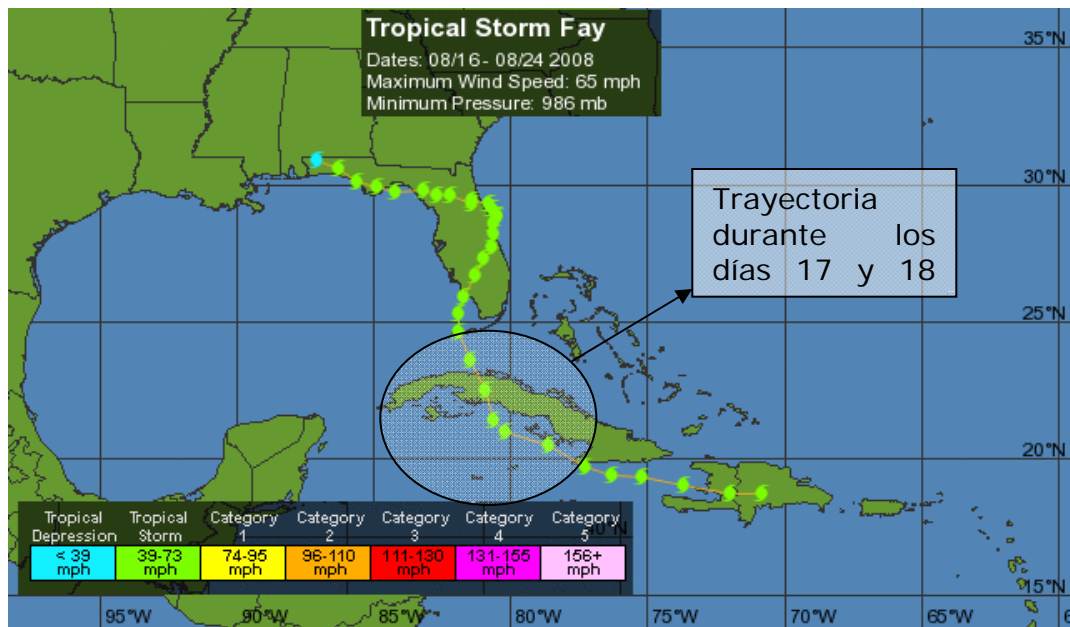 Tropical Storm Fay
Dates: 08/16- 08/24 2008
Maximum Wind Speed: 65 mph
Minimum Pressure: 986 mb
35°N
30°N
Trayectoria
durante los
días 17 y 18
25°N
20°N
Tropical Depression
< 39 mph
Tropical Storm
39-73 mph
Category 1
74-95 mph
Category 2
96-110 mph
Category 3
111-130 mph
Category 4
131-155 mph
Category 5
156+ mph
15°N
95°W
90°W
85°W
80°W
75°W
70°W
65°W
6